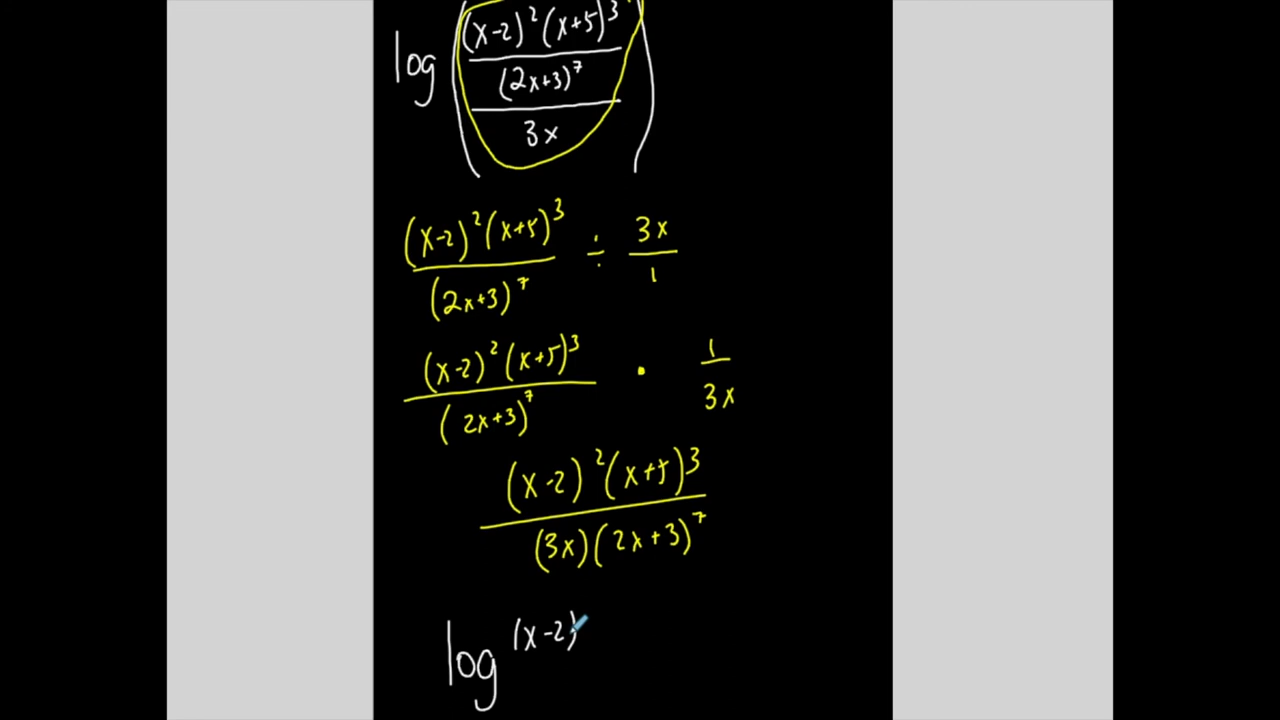 log ( (x-2)²(x+5)³
(2x+3)⁷
3x )
(x-2)²(x+5)³ ÷ 3x
(2x+3)⁷ 1
(x-2)²(x+5)³ · 1
(2x+3)⁷ 3x
(x-2)²(x+5)³
(3x)(2x+3)⁷
log (x-2)